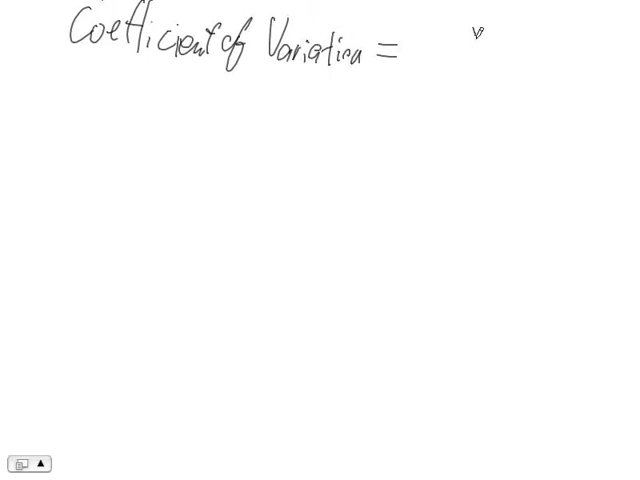 Coefficient of Variation =